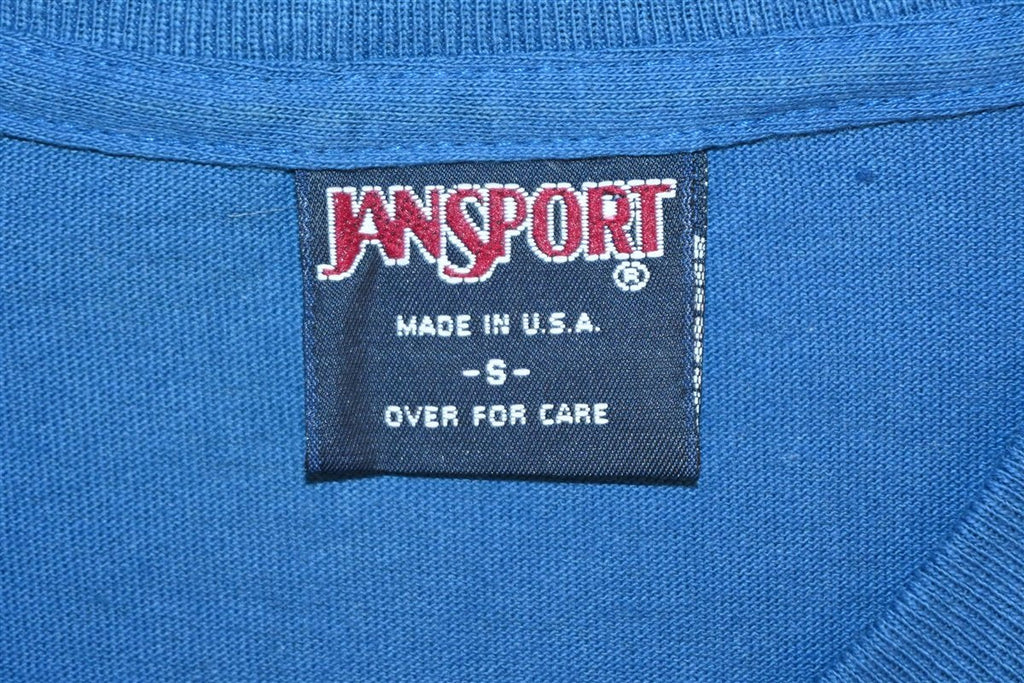 JANSPORT®
MADE IN U.S.A.
-S-
OVER FOR CARE